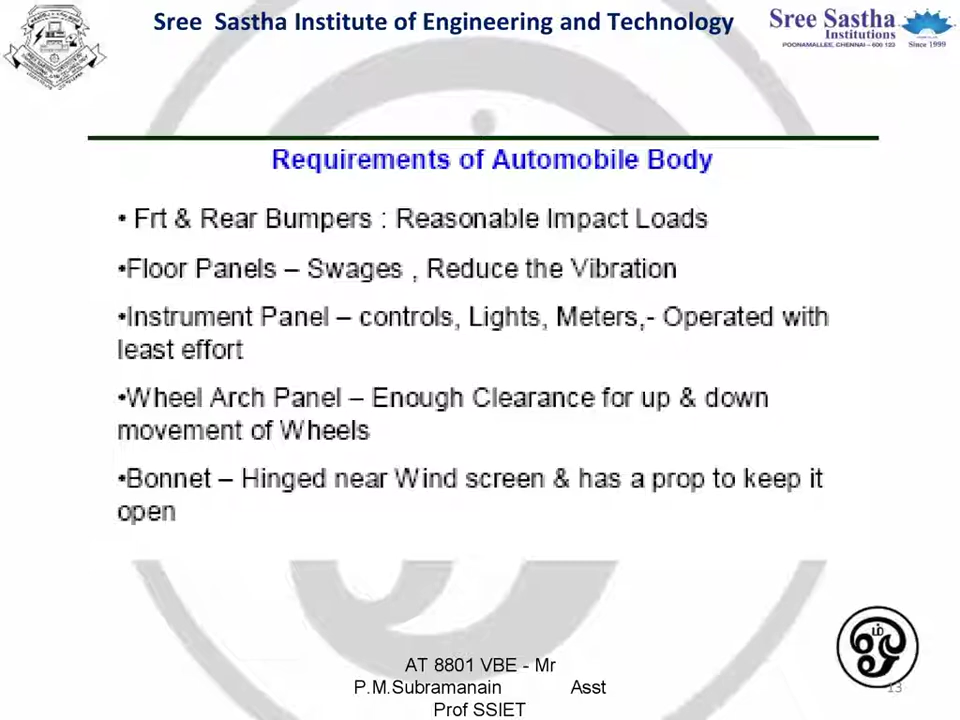 Sree Sastha Institute of Engineering and Technology
Sree Sastha
Institutions
POONAMALLEE, CHENNAI – 600 123
Since 1999
Requirements of Automobile Body
• Frt & Rear Bumpers : Reasonable Impact Loads
•Floor Panels – Swages , Reduce the Vibration
•Instrument Panel – controls, Lights, Meters,- Operated with
least effort
•Wheel Arch Panel – Enough Clearance for up & down
movement of Wheels
•Bonnet – Hinged near Wind screen & has a prop to keep it
open
AT 8801 VBE - Mr
P.M.Subramanain Asst
Prof SSIET
ஓம்
13